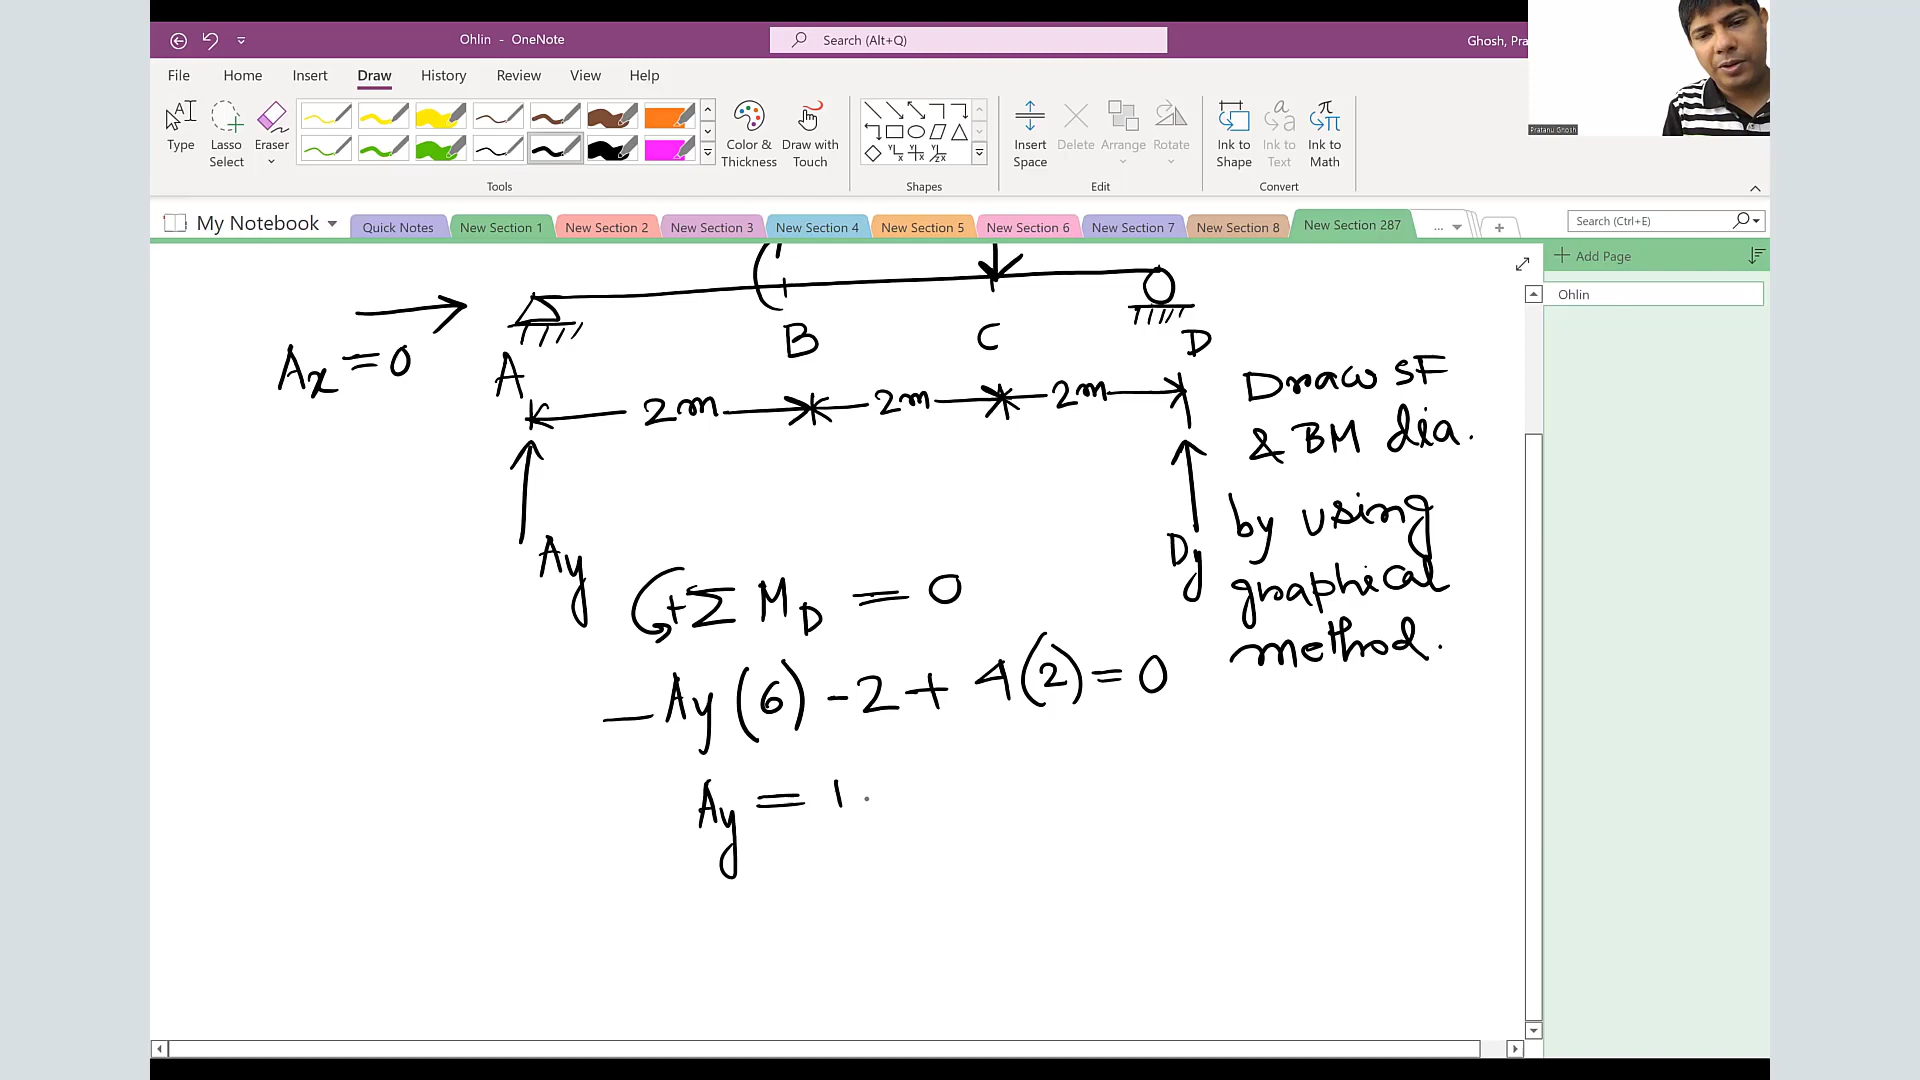 Ohlin - OneNote
Search (Alt+Q)
Ghosh, Pra
File Home Insert Draw History Review View Help
Type
Lasso Select
Eraser
Color & Thickness
Draw with Touch
Insert Space
Delete
Arrange
Rotate
Ink to Shape
Ink to Text
Ink to Math
Tools
Shapes
Edit
Convert
Pratanu Ghosh
My Notebook
Quick Notes New Section 1 New Section 2 New Section 3 New Section 4 New Section 5 New Section 6 New Section 7 New Section 8 New Section 287 ...
Search (Ctrl+E)
Add Page
Ohlin
Ax = 0
A B C D
2m 2m 2m
Draw SF
& BM dia.
by using
graphical
method.
Ay
Dy
+ Σ M_D = 0
-Ay (6) -2 + 4(2) = 0
Ay = 1.